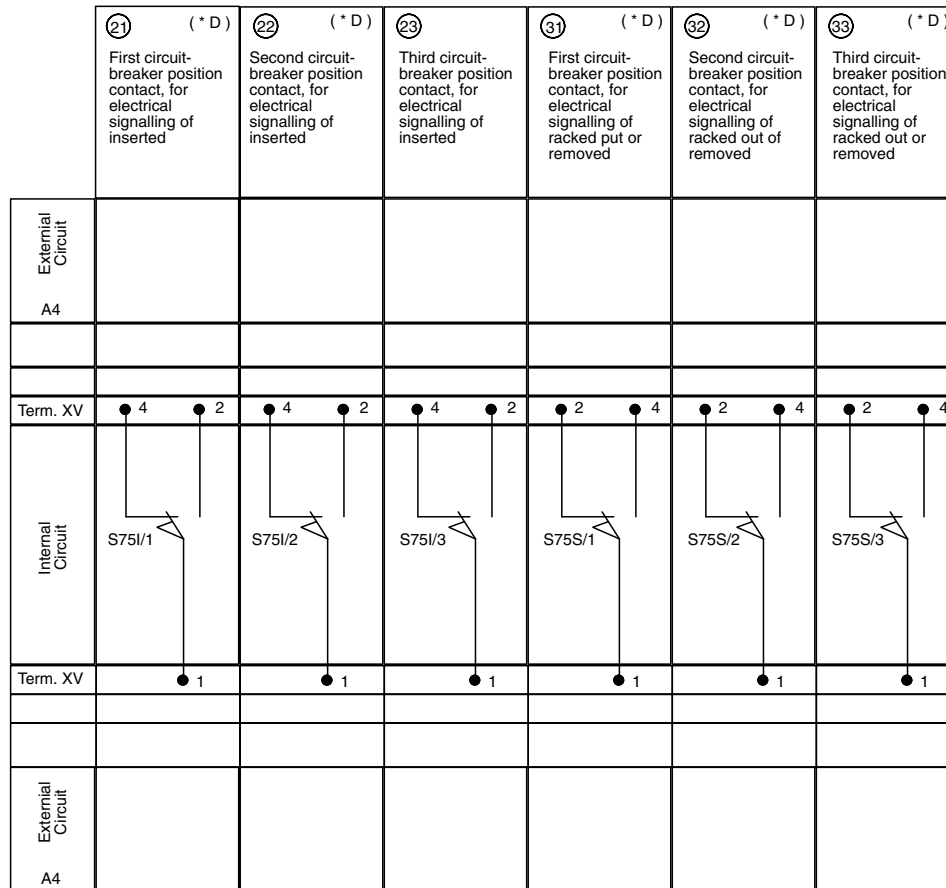 21 ( * D )
First circuit-
breaker position
contact, for
electrical
signalling of
inserted
22 ( * D )
Second circuit-
breaker position
contact, for
electrical
signalling of
inserted
23 ( * D )
Third circuit-
breaker position
contact, for
electrical
signalling of
inserted
31 ( * D )
First circuit-
breaker position
contact, for
electrical
signalling of
racked put or
removed
32 ( * D )
Second circuit-
breaker position
contact, for
electrical
signalling of
racked out of
removed
33 ( * D )
Third circuit-
breaker position
contact, for
electrical
signalling of
racked out or
removed
Externial
Circuit
A4
Term. XV 4 2 4 2 4 2 2 4 2 4 2 4
Internal
Circuit
S75I/1 S75I/2 S75I/3 S75S/1 S75S/2 S75S/3
Term. XV 1 1 1 1 1 1
Externial
Circuit
A4